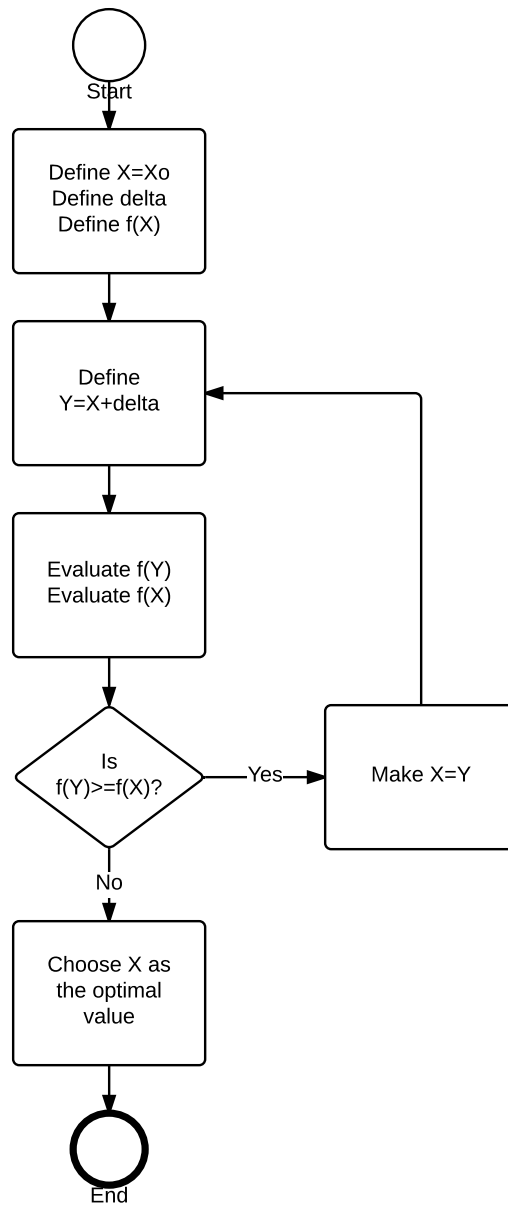 Start
Define X=Xo
Define delta
Define f(X)
Define
Y=X+delta
Evaluate f(Y)
Evaluate f(X)
Is
f(Y)>=f(X)?
Yes
Make X=Y
No
Choose X as
the optimal
value
End